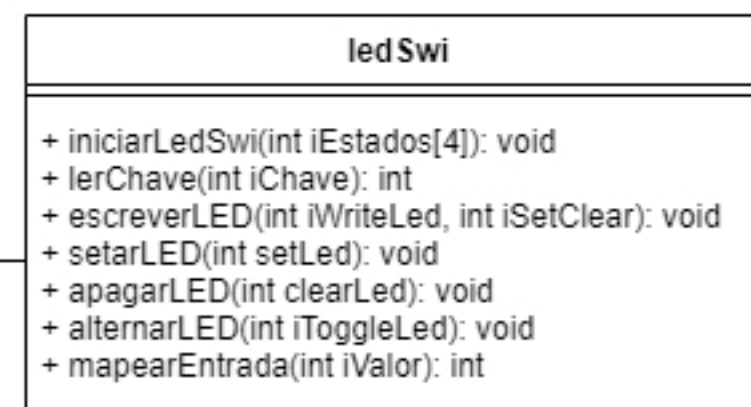 ledSwi
+ iniciarLedSwi(int iEstados[4]): void
+ lerChave(int iChave): int
+ escreverLED(int iWriteLed, int iSetClear): void
+ setarLED(int setLed): void
+ apagarLED(int clearLed): void
+ alternarLED(int iToggleLed): void
+ mapearEntrada(int iValor): int